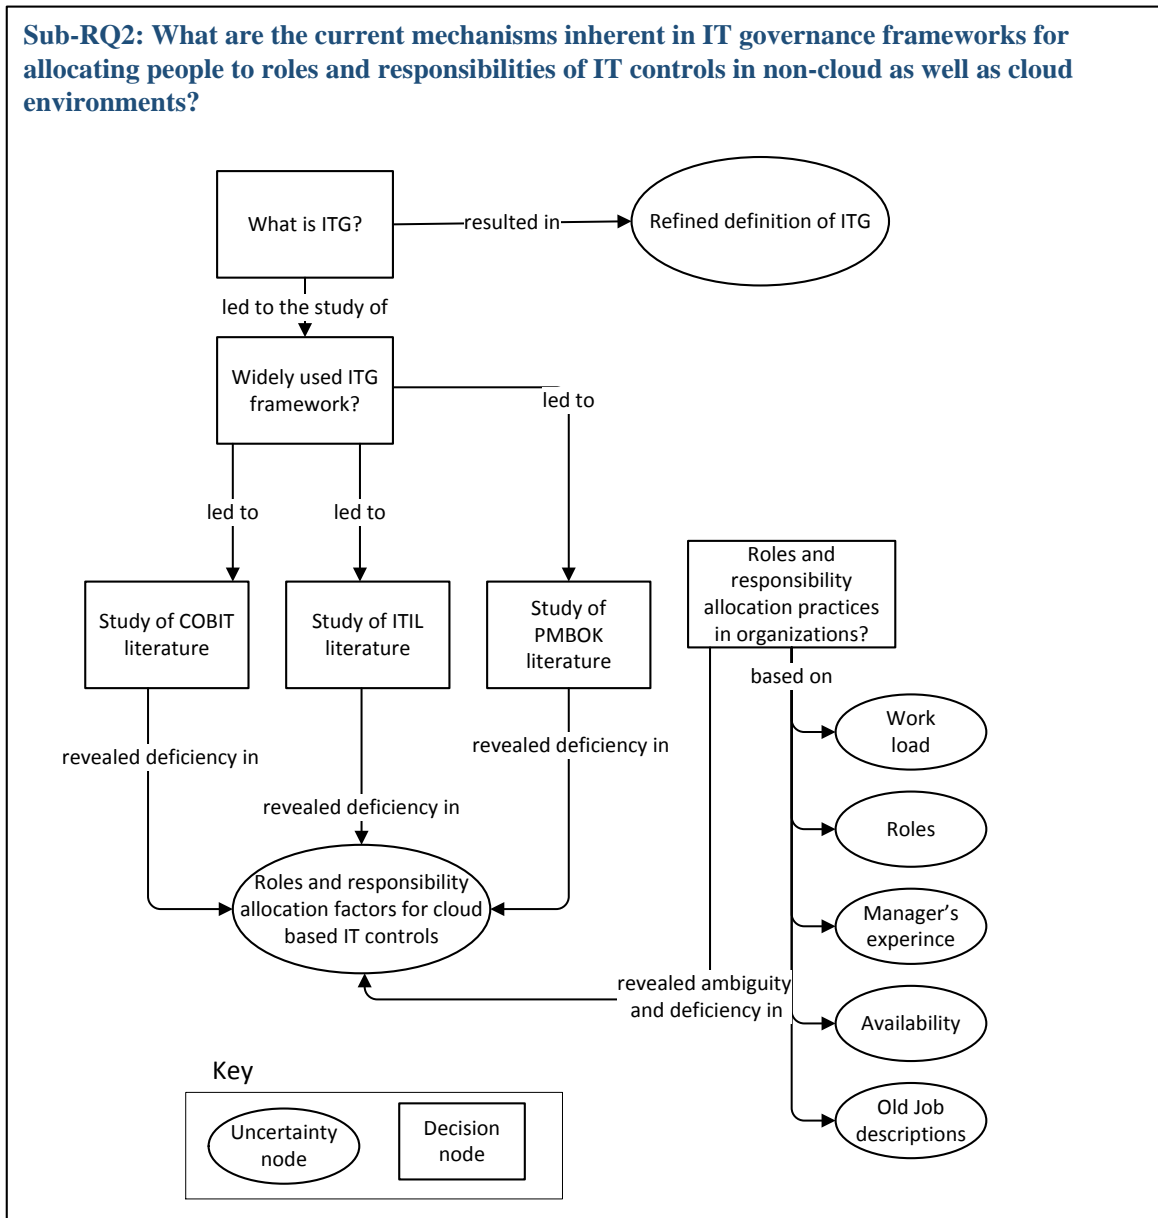 Sub-RQ2: What are the current mechanisms inherent in IT governance frameworks for
allocating people to roles and responsibilities of IT controls in non-cloud as well as cloud
environments?
What is ITG?
resulted in
Refined definition of ITG
led to the study of
Widely used ITG
framework?
led to
led to
led to
Study of COBIT
literature
Study of ITIL
literature
Study of
PMBOK
literature
Roles and
responsibility
allocation practices
in organizations?
based on
Work
load
Roles
Manager’s
experince
Availability
Old Job
descriptions
revealed deficiency in
revealed deficiency in
revealed deficiency in
Roles and responsibility
allocation factors for cloud
based IT controls
revealed ambiguity
and deficiency in
Key
Uncertainty
node
Decision
node